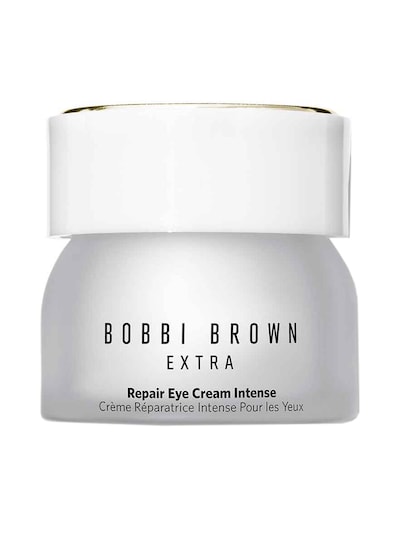 BOBBI BROWN
EXTRA
Repair Eye Cream Intense
Crème Réparatrice Intense Pour les Yeux